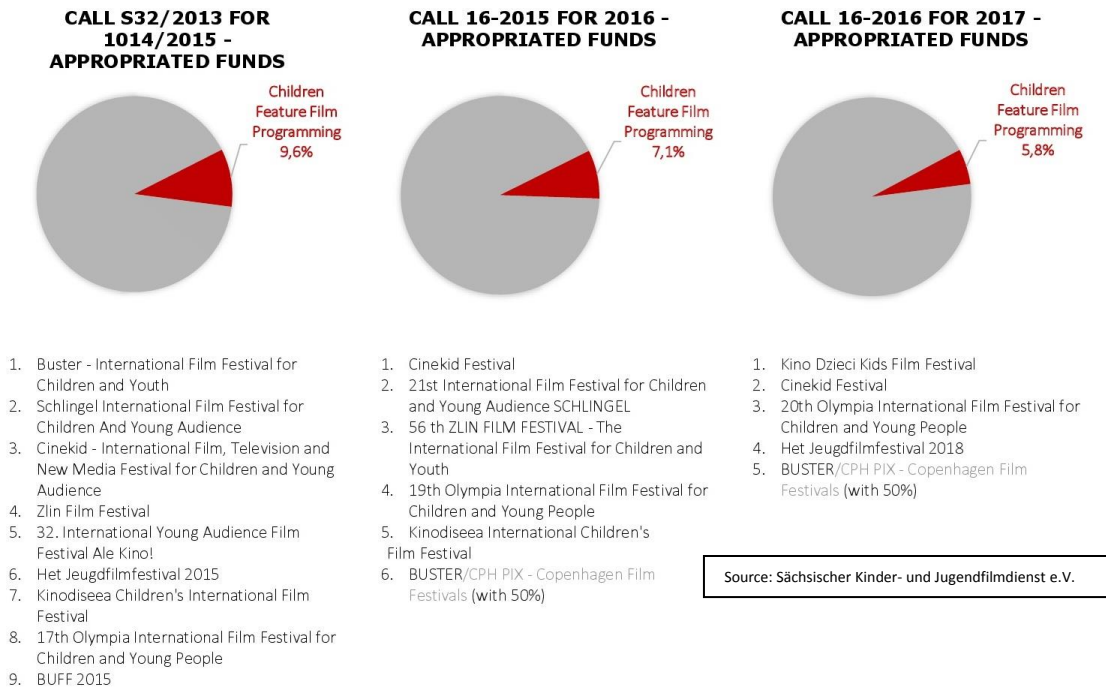 CALL S32/2013 FOR
1014/2015 -
APPROPRIATED FUNDS
Children
Feature Film
Programming
9,6%
1. Buster - International Film Festival for
Children and Youth
2. Schlingel International Film Festival for
Children And Young Audience
3. Cinekid - International Film, Television and
New Media Festival for Children and Young
Audience
4. Zlin Film Festival
5. 32. International Young Audience Film
Festival Ale Kino!
6. Het Jeugdfilmfestival 2015
7. Kinodiseea Children's International Film
Festival
8. 17th Olympia International Film Festival for
Children and Young People
9. BUFF 2015
CALL 16-2015 FOR 2016 -
APPROPRIATED FUNDS
Children
Feature Film
Programming
7,1%
1. Cinekid Festival
2. 21st International Film Festival for Children
and Young Audience SCHLINGEL
3. 56 th ZLIN FILM FESTIVAL - The
International Film Festival for Children and
Youth
4. 19th Olympia International Film Festival for
Children and Young People
5. Kinodiseea International Children's
Film Festival
6. BUSTER/CPH PIX - Copenhagen Film
Festivals (with 50%)
CALL 16-2016 FOR 2017 -
APPROPRIATED FUNDS
Children
Feature Film
Programming
5,8%
1. Kino Dzieci Kids Film Festival
2. Cinekid Festival
3. 20th Olympia International Film Festival for
Children and Young People
4. Het Jeugdfilmfestival 2018
5. BUSTER/CPH PIX - Copenhagen Film
Festivals (with 50%)
Source: Sächsischer Kinder- und Jugendfilmdienst e.V.